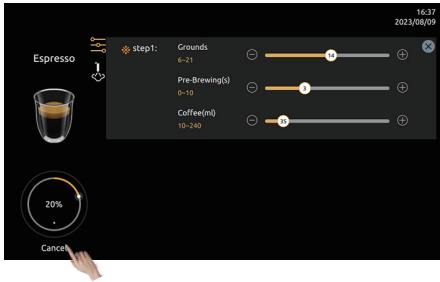 16:37
2023/08/09
Espresso
step1:
Grounds
6~21
14
Pre-Brewing(s)
0~10
3
Coffee(ml)
10~240
35
20%
Cancel